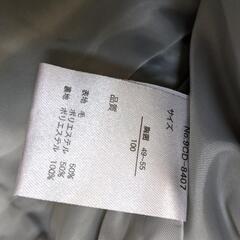 No.9OD-8407
サイズ
胸囲 49-55
100
品質
表地 毛 50%
ポリエステル 50%
裏地 ポリエステル 100%